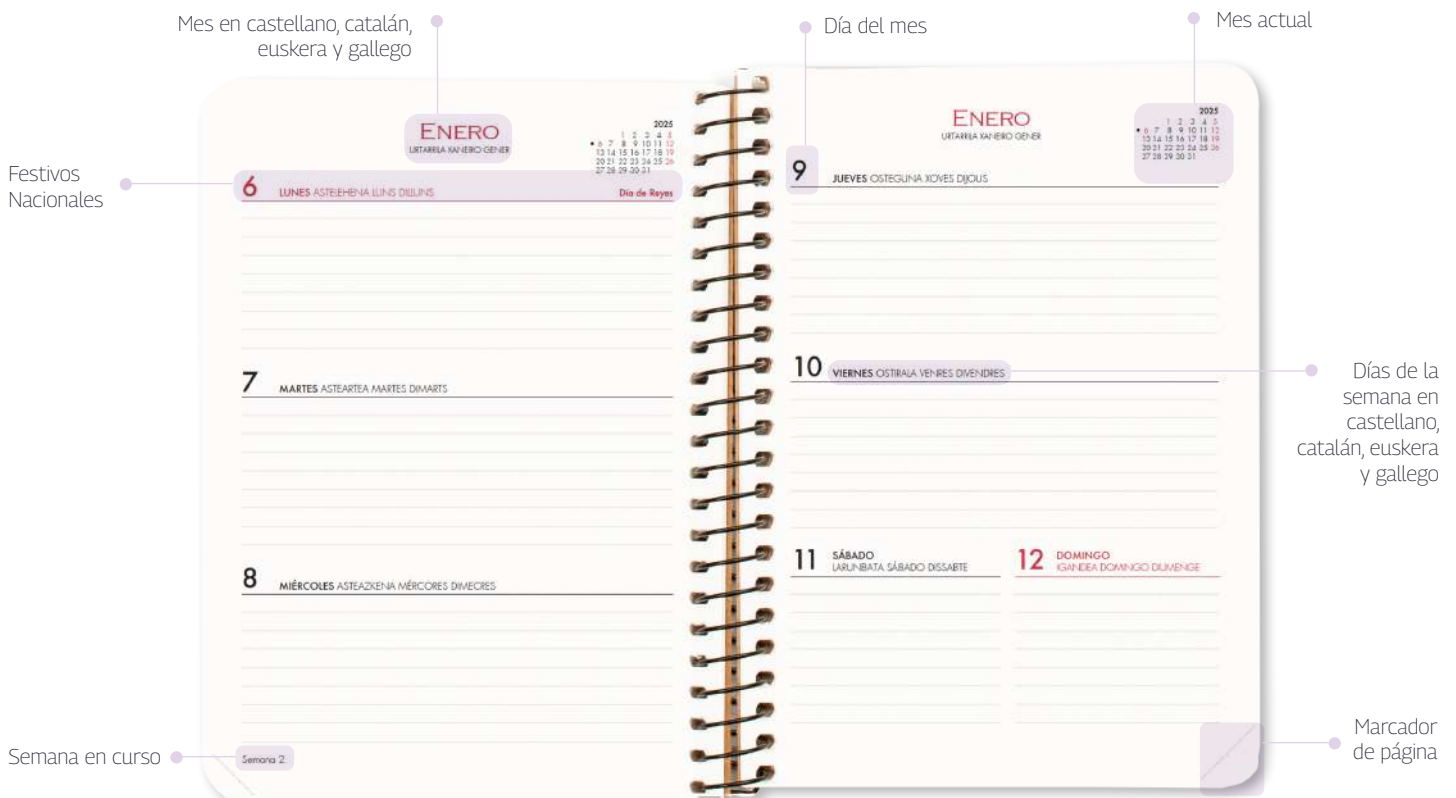 Mes en castellano, catalán,
euskera y gallego
Día del mes
Mes actual
Festivos
Nacionales
ENERO
URTARRILA XANEIRO GENER
2025
1 2 3 4 5
• 6 7 8 9 10 11 12
13 14 15 16 17 18 19
20 21 22 23 24 25 26
27 28 29 30 31
6 LUNES ASTELEHENA LUNS DILLUNS Día de Reyes
7 MARTES ASTEARTEA MARTES DIMARTS
8 MIÉRCOLES ASTEAZKENA MÉRCORES DIMECRES
Semana 2
Semana en curso
ENERO
URTARRILA XANEIRO GENER
2025
1 2 3 4 5
• 6 7 8 9 10 11 12
13 14 15 16 17 18 19
20 21 22 23 24 25 26
27 28 29 30 31
9 JUEVES OSTEGUNA XOVES DIJOUS
10 VIERNES OSTIRALA VENRES DIVENDRES
11 SÁBADO
LARUNBATA SÁBADO DISSABTE
12 DOMINGO
IGANDEA DOMINGO DIUMENGE
Días de la
semana en
castellano,
catalán, euskera
y gallego
Marcador
de página